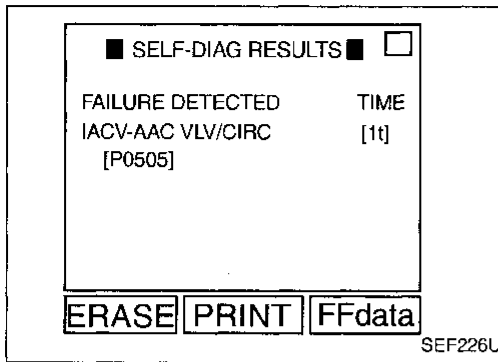 SELF-DIAG RESULTS
FAILURE DETECTED TIME
IACV-AAC VLV/CIRC [1t]
[P0505]
ERASE PRINT FFdata
SEF226U